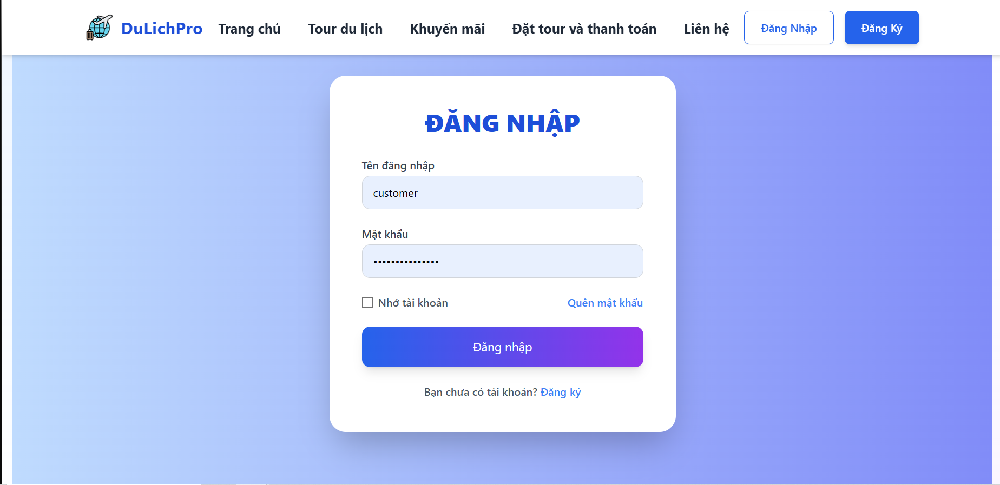 DuLichPro Trang chủ Tour du lịch Khuyến mãi Đặt tour và thanh toán Liên hệ Đăng Nhập Đăng Ký
ĐĂNG NHẬP
Tên đăng nhập
customer
Mật khẩu
•••••••••••••••
Nhớ tài khoản Quên mật khẩu
Đăng nhập
Bạn chưa có tài khoản? Đăng ký